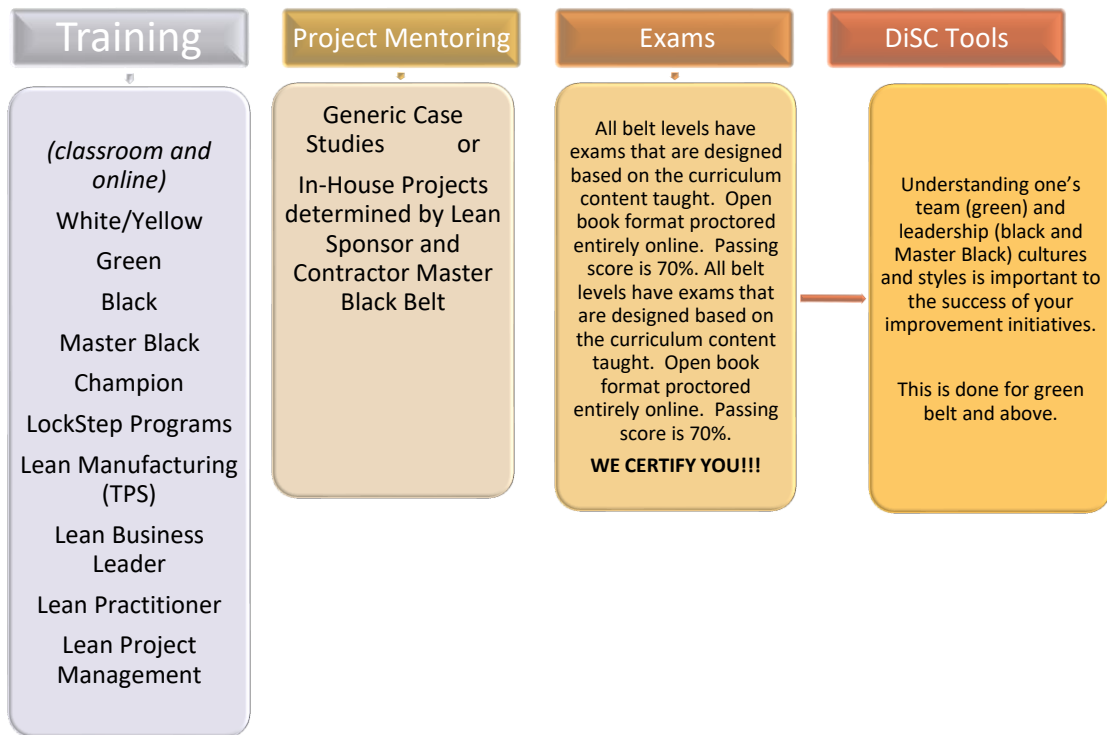 Training
(classroom and
online)
White/Yellow
Green
Black
Master Black
Champion
LockStep Programs
Lean Manufacturing
(TPS)
Lean Business
Leader
Lean Practitioner
Lean Project
Management
Project Mentoring
Generic Case
Studies or
In-House Projects
determined by Lean
Sponsor and
Contractor Master
Black Belt
Exams
All belt levels have
exams that are designed
based on the curriculum
content taught. Open
book format proctored
entirely online. Passing
score is 70%. All belt
levels have exams that
are designed based on
the curriculum content
taught. Open book
format proctored
entirely online. Passing
score is 70%.
WE CERTIFY YOU!!!
DiSC Tools
Understanding one’s
team (green) and
leadership (black and
Master Black) cultures
and styles is important to
the success of your
improvement initiatives.
This is done for green
belt and above.